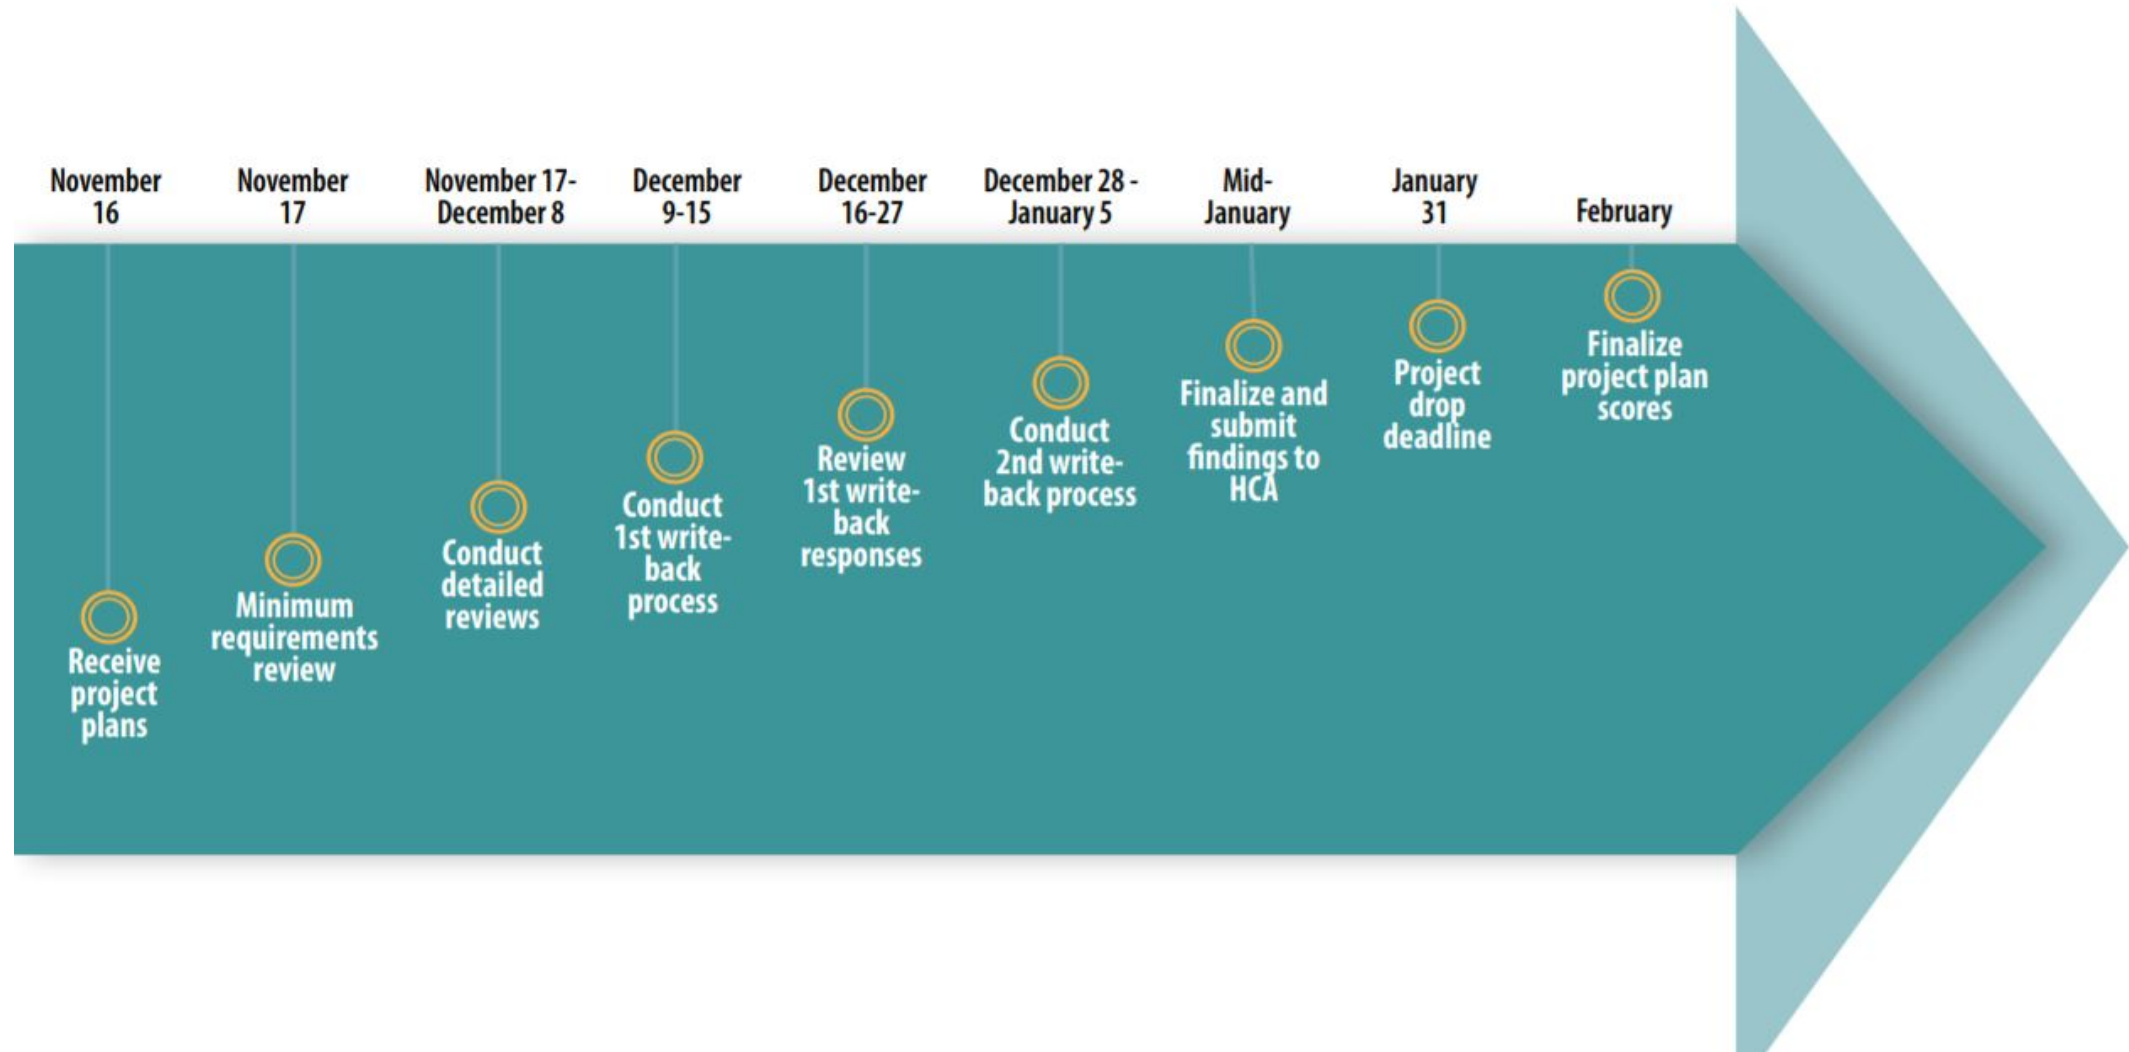 November
16
November
17
November 17-
December 8
December
9-15
December
16-27
December 28 -
January 5
Mid-
January
January
31
February
Receive
project
plans
Minimum
requirements
review
Conduct
detailed
reviews
Conduct
1st write-
back
process
Review
1st write-
back
responses
Conduct
2nd write-
back process
Finalize and
submit
findings to
HCA
Project
drop
deadline
Finalize
project plan
scores